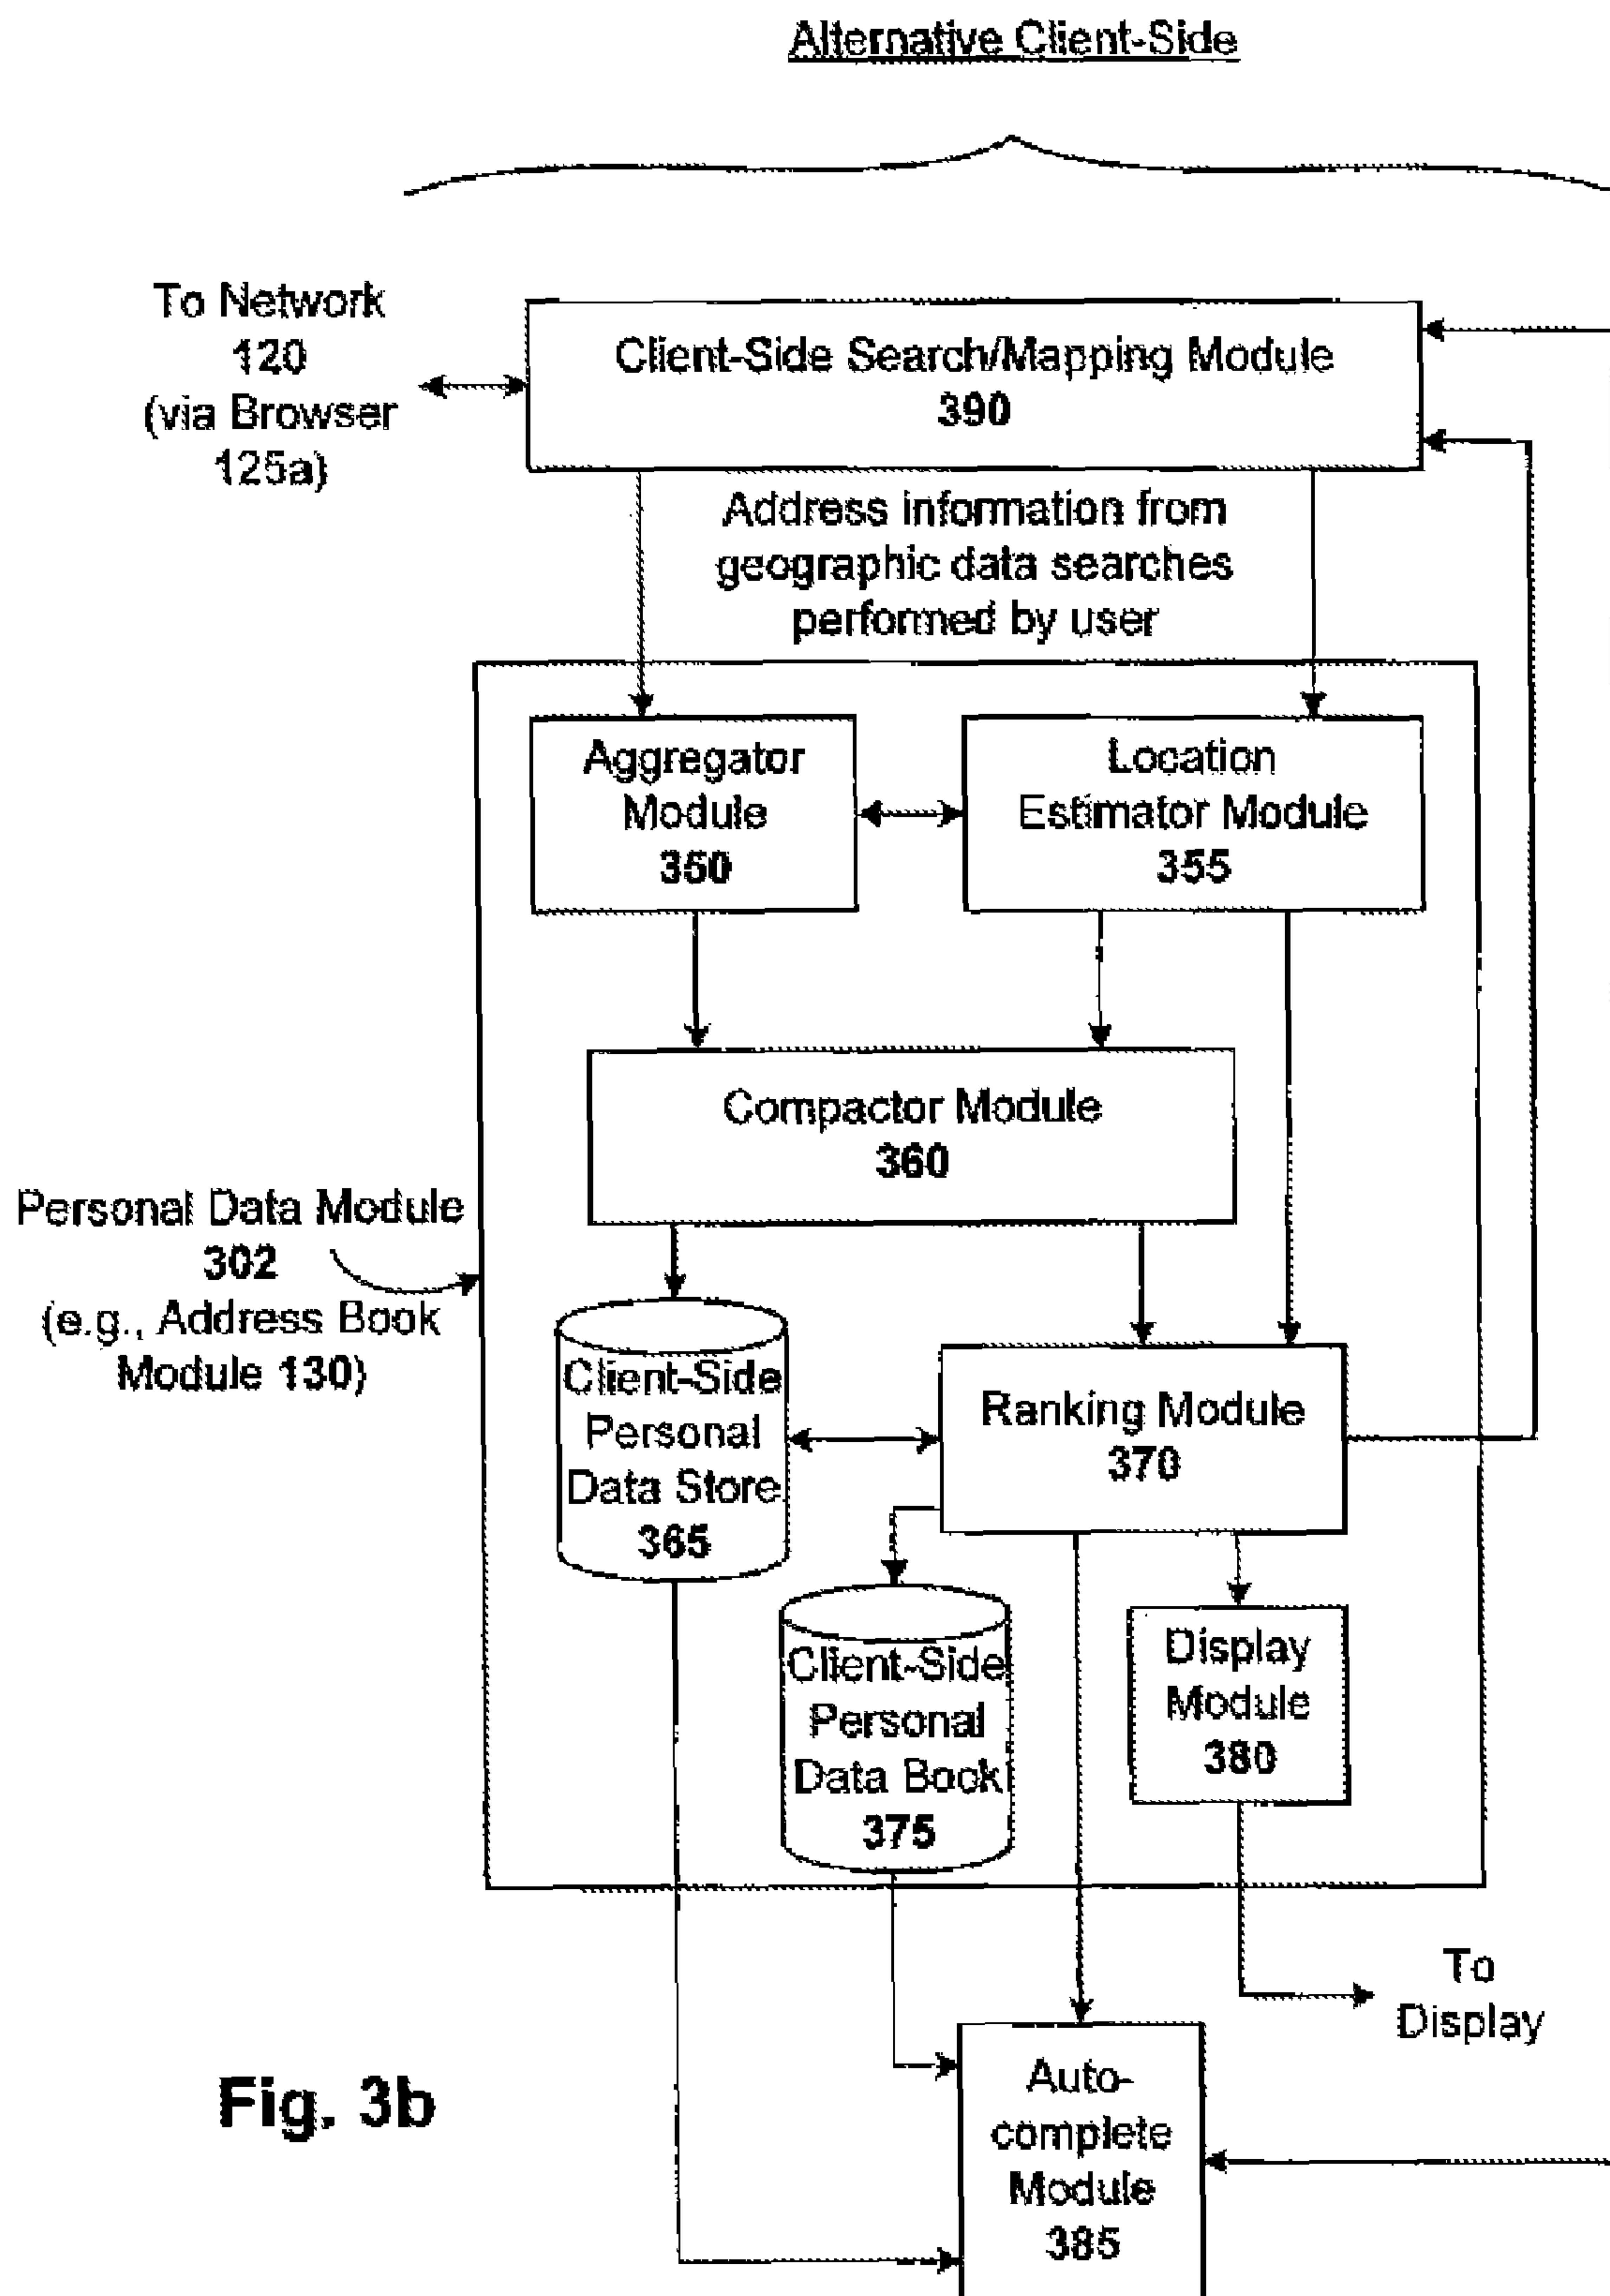 Alternative Client-Side
To Network
120
(via Browser
125a)
Client-Side Search/Mapping Module
390
Address information from
geographic data searches
performed by user
Aggregator
Module
350
Location
Estimator Module
355
Compactor Module
360
Personal Data Module
302
(e.g., Address Book
Module 130)
Client-Side
Personal
Data Store
365
Ranking Module
370
Client-Side
Personal
Data Book
375
Display
Module
380
To
Display
Auto-
complete
Module
385
Fig. 3b